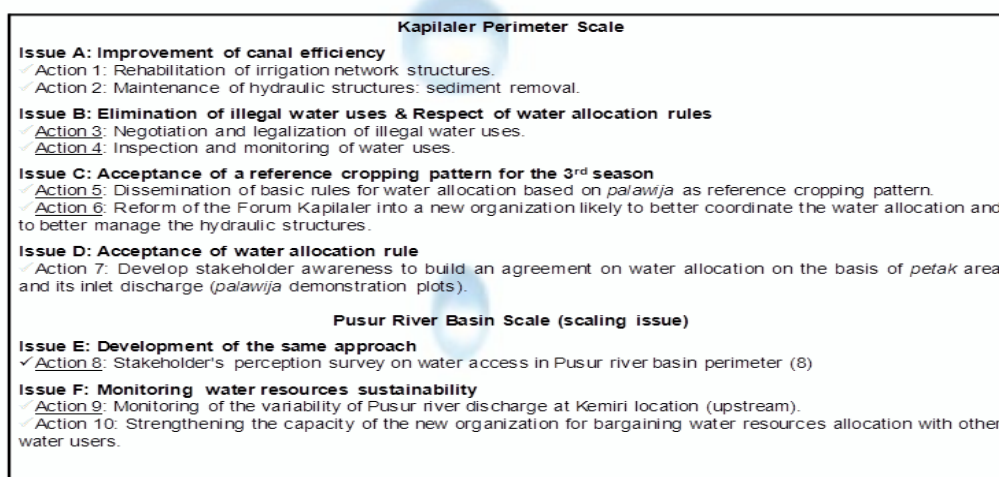 Kapilaler Perimeter Scale
Issue A: Improvement of canal efficiency
✓Action 1: Rehabilitation of irrigation network structures.
✓Action 2: Maintenance of hydraulic structures: sediment removal.
Issue B: Elimination of illegal water uses & Respect of water allocation rules
✓Action 3: Negotiation and legalization of illegal water uses.
✓Action 4: Inspection and monitoring of water uses.
Issue C: Acceptance of a reference cropping pattern for the 3rd season
✓Action 5: Dissemination of basic rules for water allocation based on palawija as reference cropping pattern.
✓Action 6: Reform of the Forum Kapilaler into a new organization likely to better coordinate the water allocation and
to better manage the hydraulic structures.
Issue D: Acceptance of water allocation rule
✓Action 7: Develop stakeholder awareness to build an agreement on water allocation on the basis of petak area
and its inlet discharge (palawija demonstration plots).
Pusur River Basin Scale (scaling issue)
Issue E: Development of the same approach
✓Action 8: Stakeholder's perception survey on water access in Pusur river basin perimeter (8)
Issue F: Monitoring water resources sustainability
✓Action 9: Monitoring of the variability of Pusur river discharge at Kemiri location (upstream).
✓Action 10: Strengthening the capacity of the new organization for bargaining water resources allocation with other
water users.